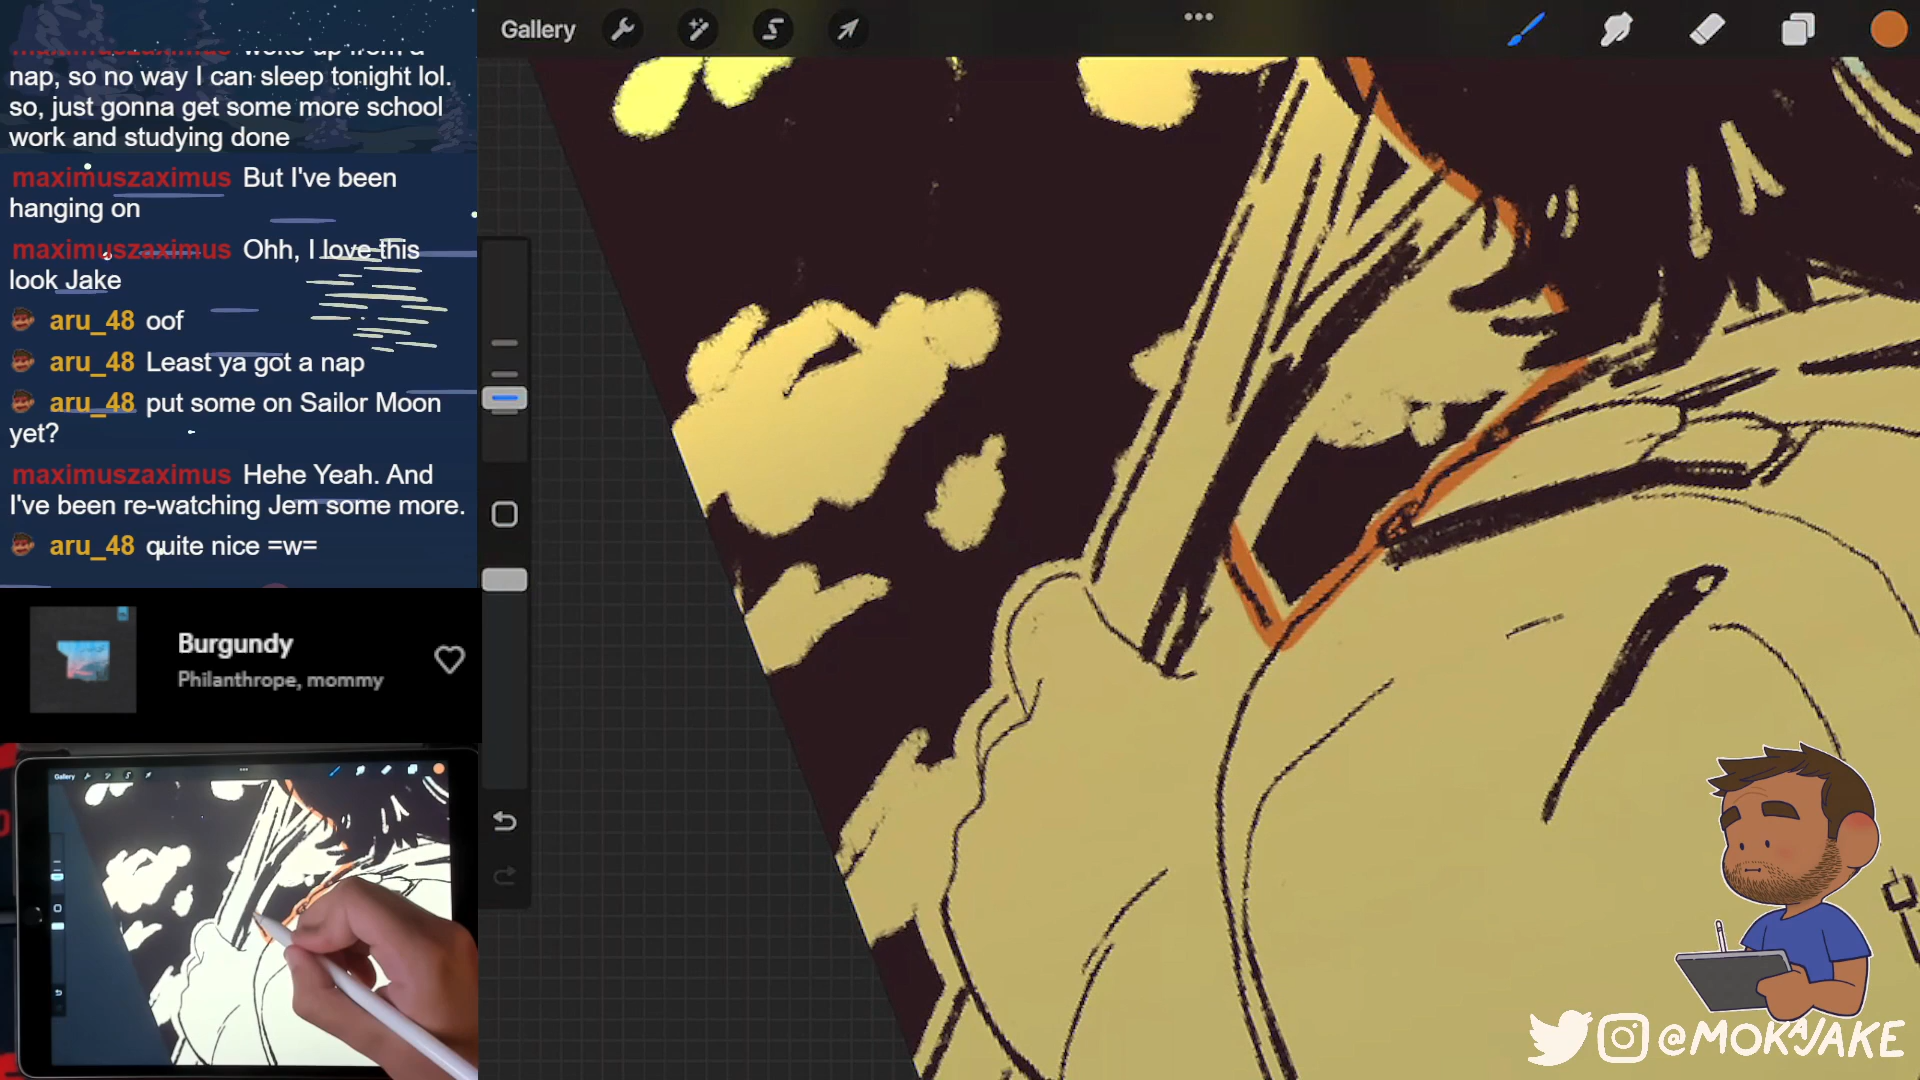 Gallery
nap, so no way I can sleep tonight lol.
so, just gonna get some more school
work and studying done
maximuszaximus But I've been
hanging on
maximuszaximus Ohh, I love this
look Jake
aru_48 oof
aru_48 Least ya got a nap
aru_48 put some on Sailor Moon
yet?
maximuszaximus Hehe Yeah. And
I've been re-watching Jem some more.
aru_48 quite nice =w=
Burgundy
Philanthrope, mommy
Gallery
@MOKAJAKE